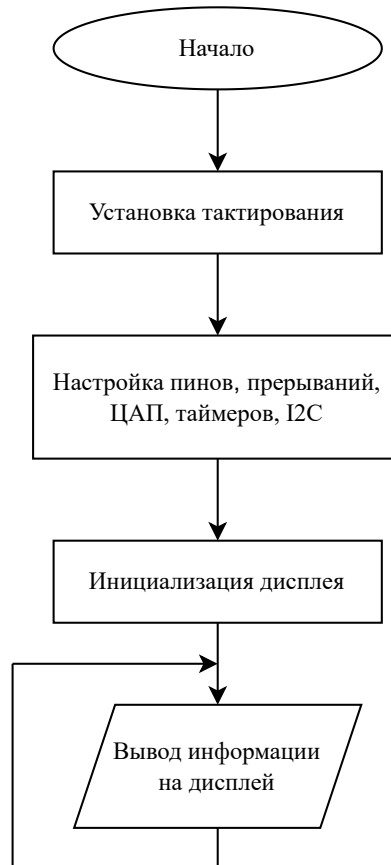 Начало
Установка тактирования
Настройка пинов, прерываний,
ЦАП, таймеров, I2C
Инициализация дисплея
Вывод информации
на дисплей